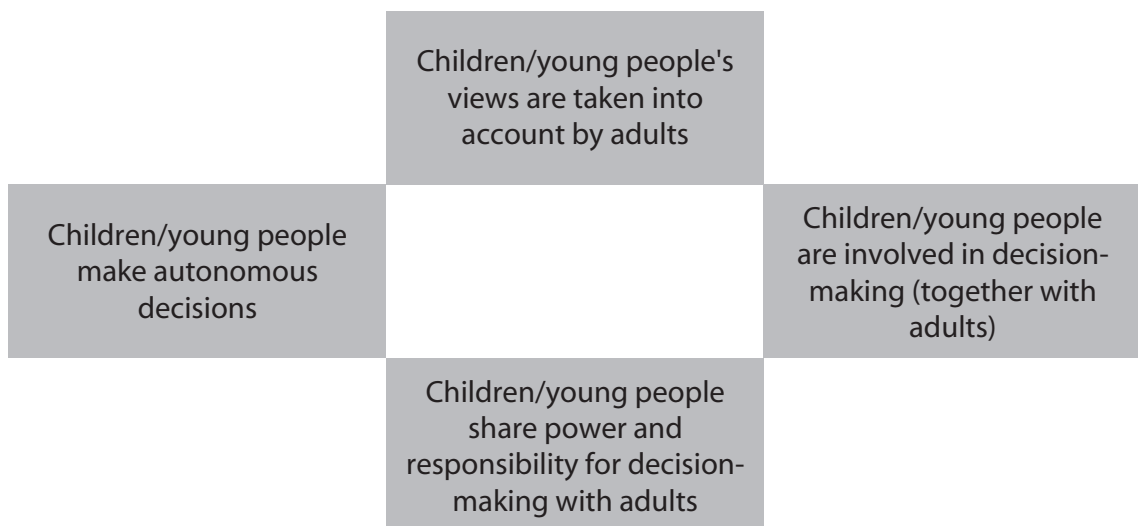 Children/young people's
views are taken into
account by adults
Children/young people
make autonomous
decisions
Children/young people
are involved in decision-
making (together with
adults)
Children/young people
share power and
responsibility for decision-
making with adults